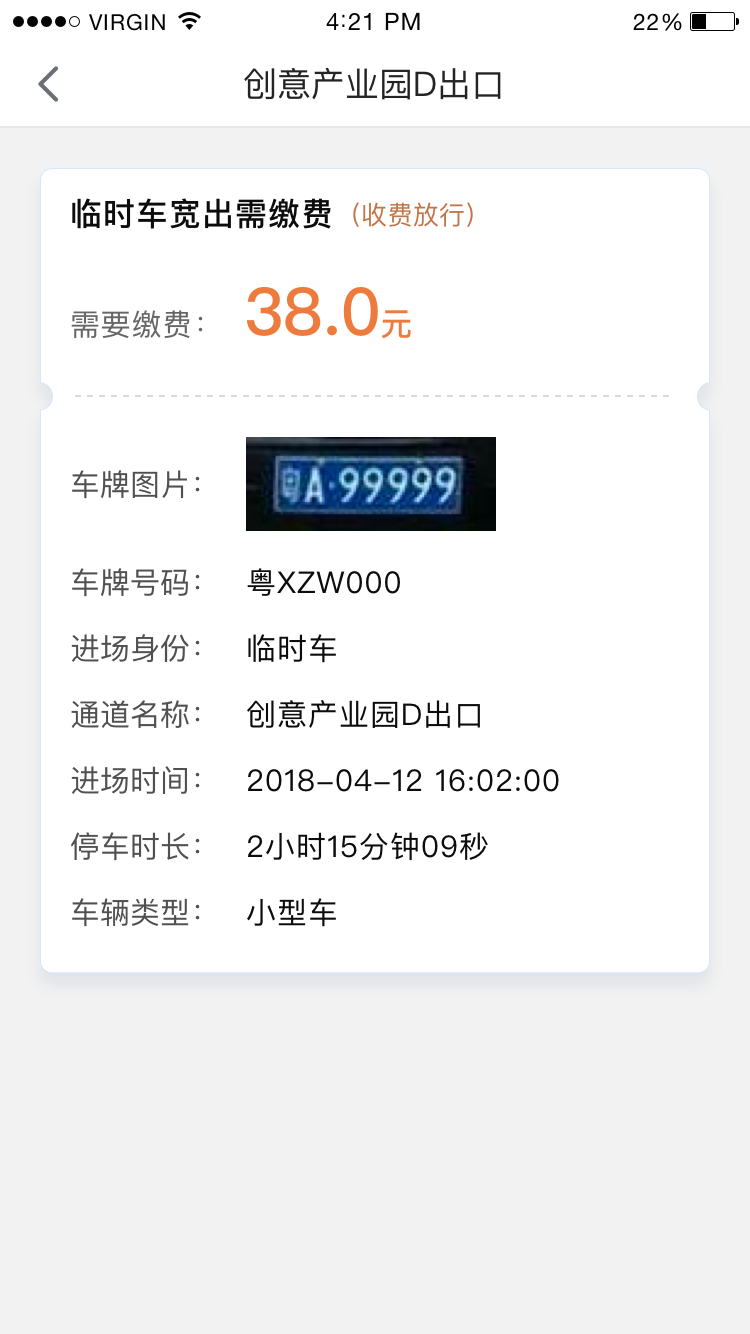 VIRGIN 4:21 PM 22%
创意产业园D出口
临时车宽出需缴费（收费放行）
需要缴费： 38.0元
车牌图片： 粤A·99999
车牌号码： 粤XZW000
进场身份： 临时车
通道名称： 创意产业园D出口
进场时间： 2018-04-12 16:02:00
停车时长： 2小时15分钟09秒
车辆类型： 小型车